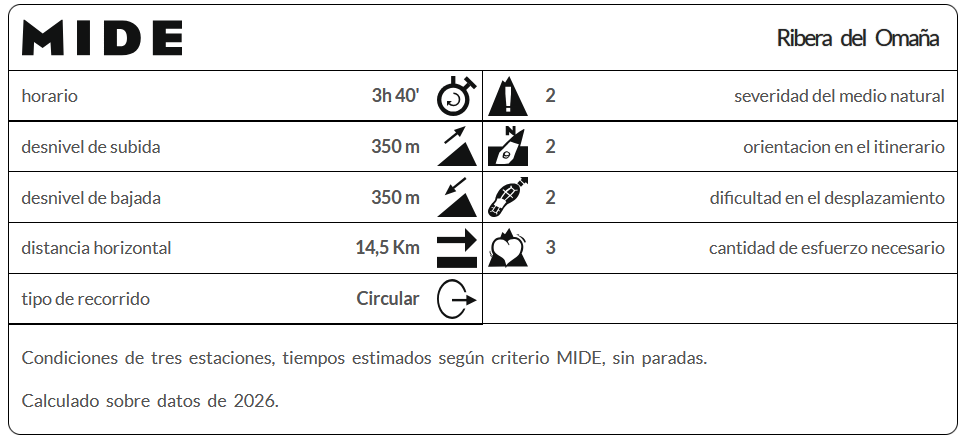 MIDE
Ribera del Omaña
horario 3h 40'
2 severidad del medio natural
desnivel de subida 350 m
N
2 orientacion en el itinerario
desnivel de bajada 350 m
2 dificultad en el desplazamiento
distancia horizontal 14,5 Km
3 cantidad de esfuerzo necesario
tipo de recorrido Circular
Condiciones de tres estaciones, tiempos estimados según criterio MIDE, sin paradas.
Calculado sobre datos de 2026.